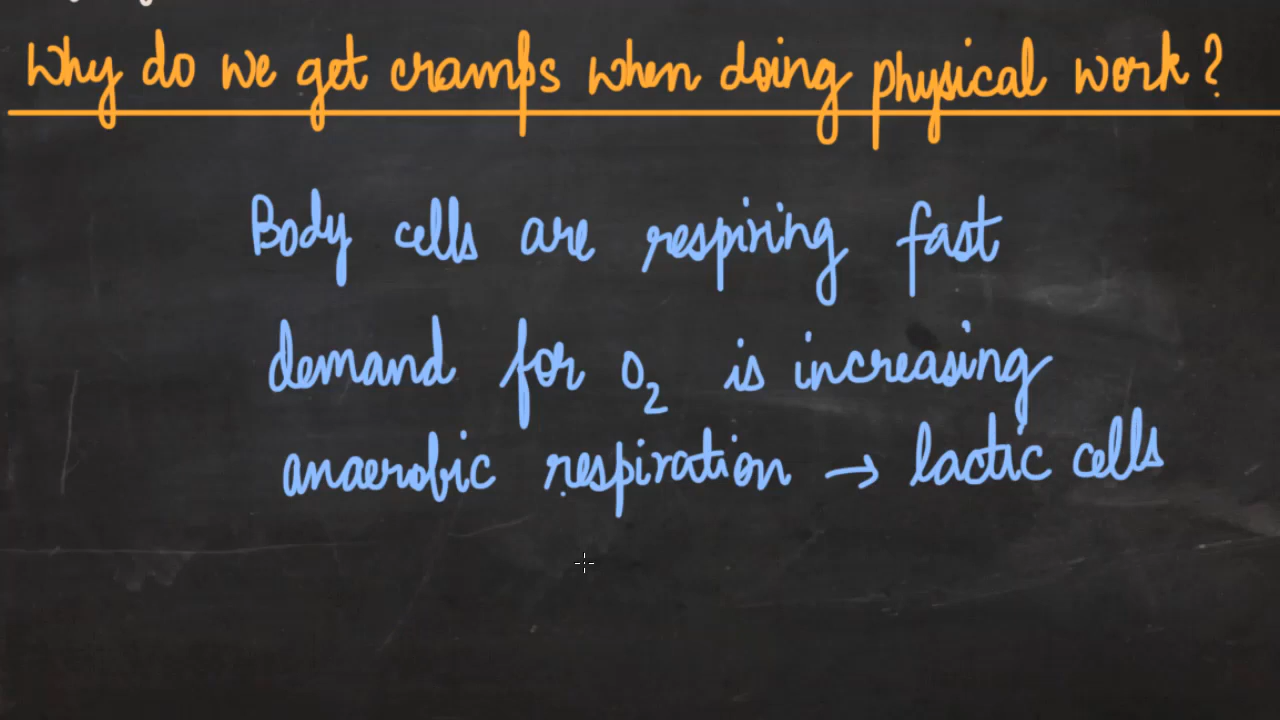 Why do we get cramps when doing physical work?
Body cells are respiring fast
demand for O₂ is increasing
anaerobic respiration → lactic cells